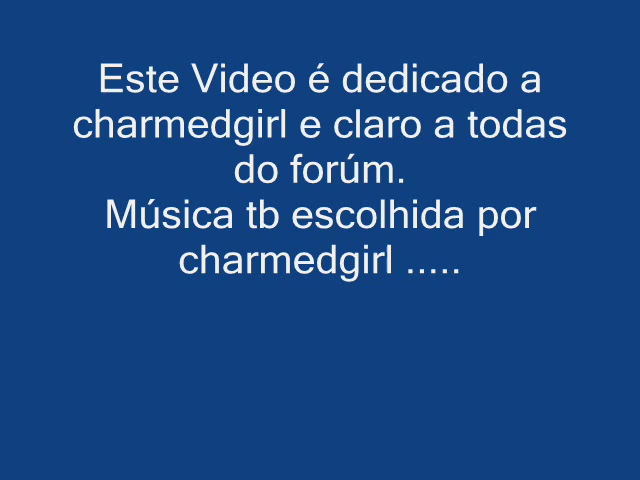 Este Video é dedicado a
charmedgirl e claro a todas
do forúm.
Música tb escolhida por
charmedgirl .....